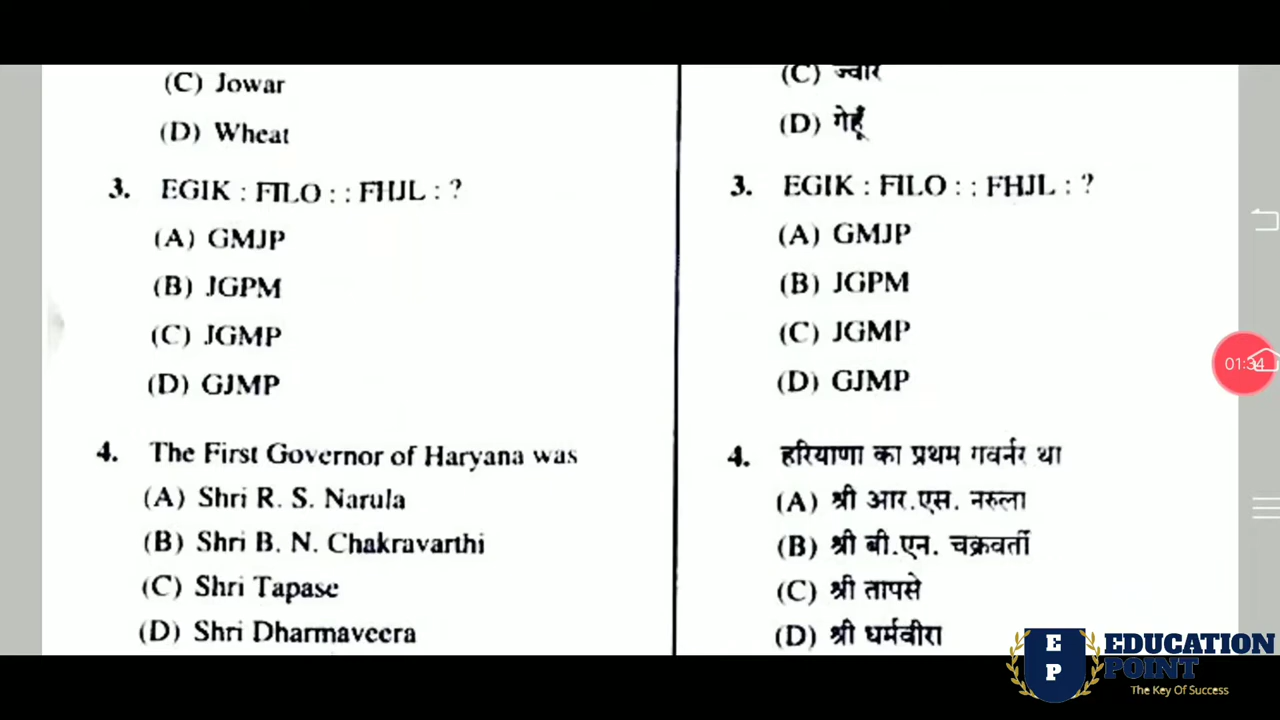 (C) Jowar
(D) Wheat
3. EGIK : FILO : : FHJL : ?
(A) GMJP
(B) JGPM
(C) JGMP
(D) GJMP
4. The First Governor of Haryana was
(A) Shri R. S. Narula
(B) Shri B. N. Chakravarthi
(C) Shri Tapase
(D) Shri Dharmaveera
(C) ज्वार
(D) गेहूँ
3. EGIK : FILO : : FHJL : ?
(A) GMJP
(B) JGPM
(C) JGMP
(D) GJMP
4. हरियाणा का प्रथम गवर्नर था
(A) श्री आर.एस. नरुला
(B) श्री बी.एन. चक्रवर्ती
(C) श्री तापसे
(D) श्री धर्मवीरा
01:34
E
P
EDUCATION
POINT
The Key Of Success